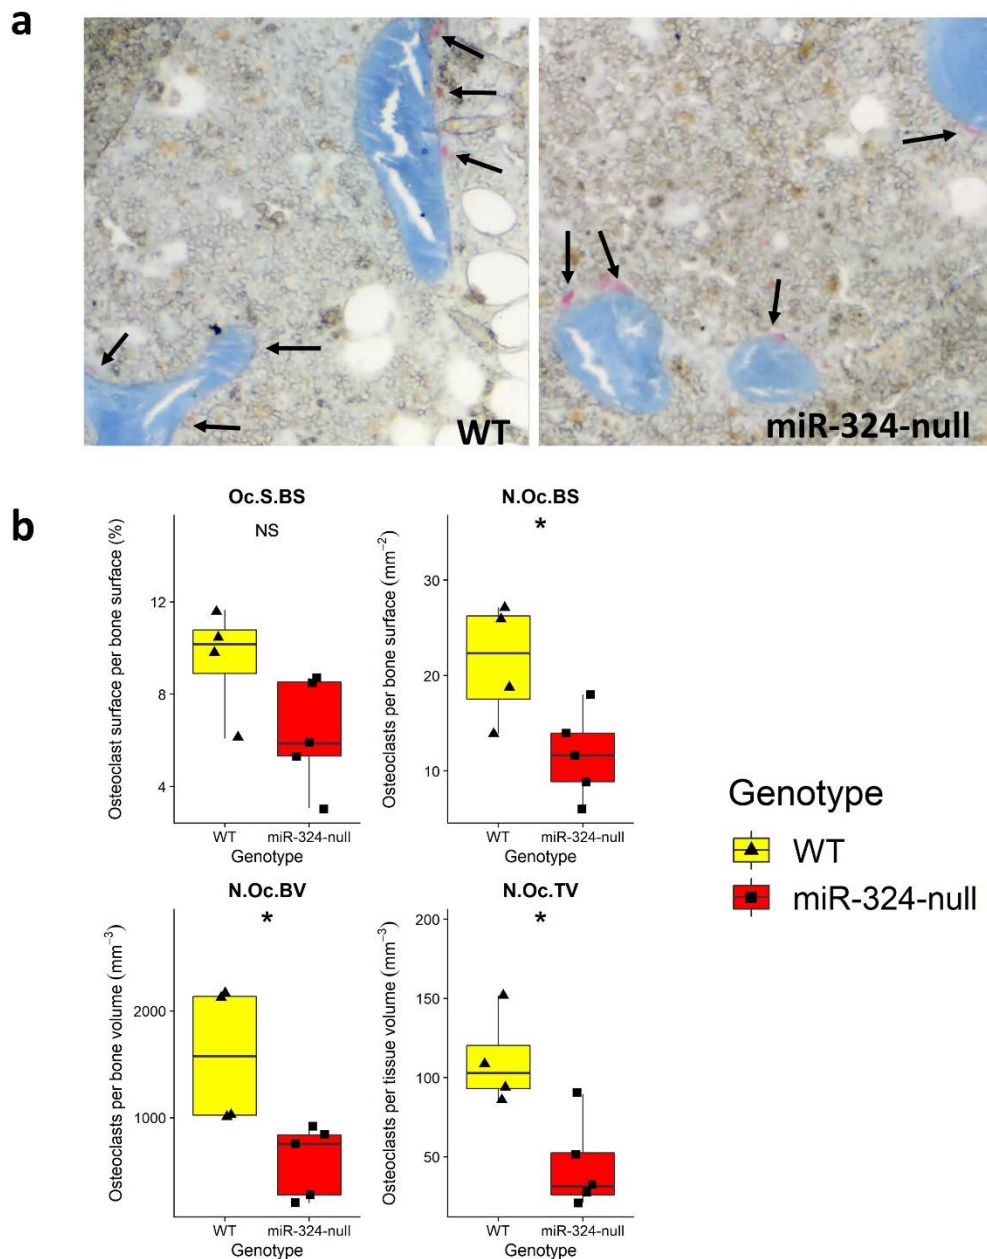 a
WT
miR-324-null
b
Oc.S.BS
NS
Osteoclast surface per bone surface (%)
12
8
4
WT miR-324-null
Genotype
N.Oc.BS
*
Osteoclasts per bone surface (mm⁻²)
30
20
10
WT miR-324-null
Genotype
N.Oc.BV
*
Osteoclasts per bone volume (mm⁻³)
2000
1000
WT miR-324-null
Genotype
N.Oc.TV
*
Osteoclasts per tissue volume (mm⁻³)
200
150
100
50
WT miR-324-null
Genotype
Genotype
WT
miR-324-null